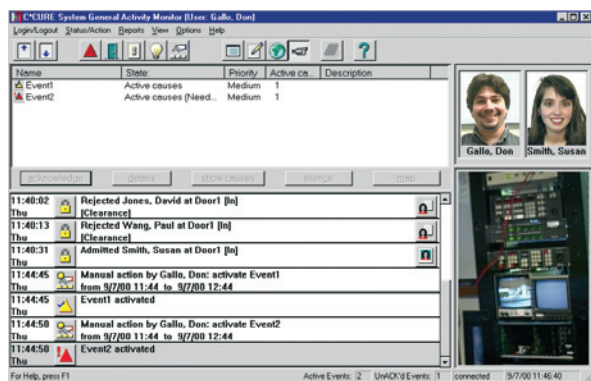 C*CURE System General Activity Monitor (User: Gallo, Don)
Login/Logout Status/Action Reports View Options Help
Name State: Priority Active ca... Description
Event1 Active causes Medium 1
Event2 Active causes (Need... Medium 1
Gallo, Don Smith, Susan
acknowledge details show causes silence map
11:40:02 Rejected Jones, David at Door1 [In]
Thu [Clearance]
11:40:13 Rejected Wang, Paul at Door1 [In]
Thu [Clearance]
11:40:31 Admitted Smith, Susan at Door1 [In]
Thu
11:44:45 Manual action by Gallo, Don: activate Event1
Thu from 9/7/00 11:44 to 9/7/00 12:44
11:44:45 Event1 activated
Thu
11:44:50 Manual action by Gallo, Don: activate Event2
Thu from 9/7/00 11:44 to 9/7/00 12:44
11:44:50 Event2 activated
Thu
For Help, press F1 Active Events: 2 UnACK'd Events: 1 connected 9/7/00 11:46:40